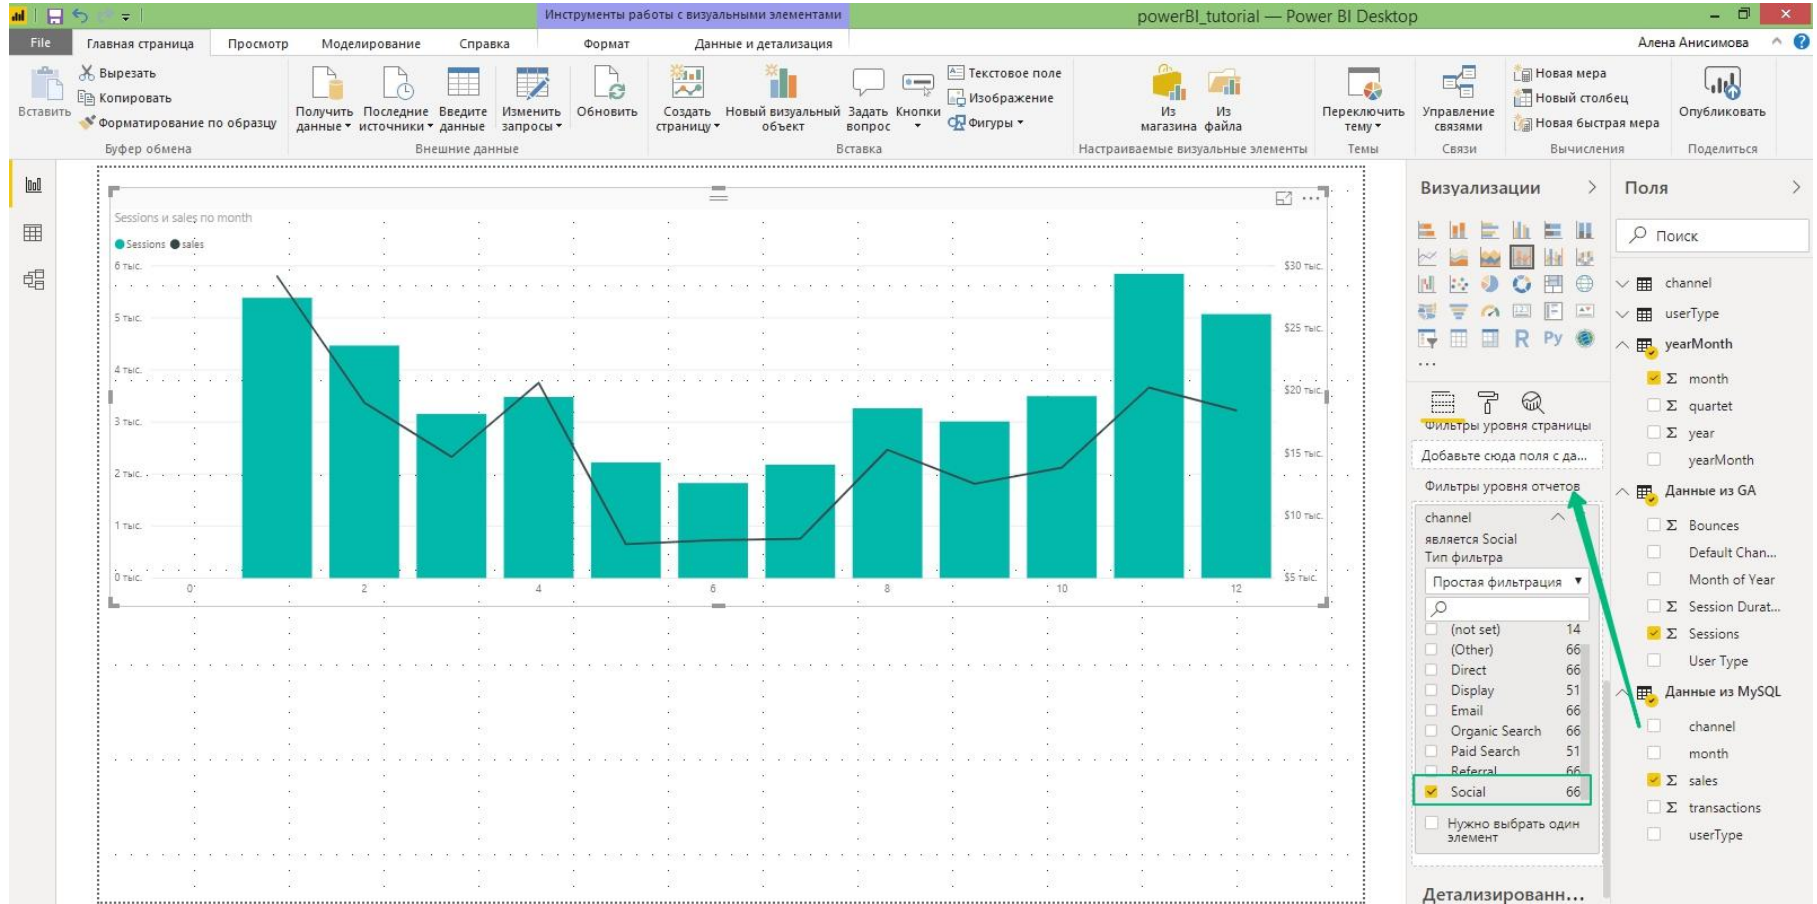 Инструменты работы с визуальными элементами
powerBI_tutorial — Power BI Desktop
File
Главная страница
Просмотр
Моделирование
Справка
Формат
Данные и детализация
Алена Анисимова
Вставить
Вырезать
Копировать
Форматирование по образцу
Буфер обмена
Получить
данные
Последние
источники
Введите
данные
Изменить
запросы
Обновить
Внешние данные
Создать
страницу
Новый визуальный
объект
Задать
вопрос
Кнопки
Текстовое поле
Изображение
Фигуры
Вставка
Из
магазина
Из
файла
Настраиваемые визуальные элементы
Переключить
тему
Темы
Управление
связями
Связи
Новая мера
Новый столбец
Новая быстрая мера
Вычисления
Опубликовать
Поделиться
Sessions и sales по month
Sessions
sales
6 тыс.
5 тыс.
4 тыс.
3 тыс.
2 тыс.
1 тыс.
0 тыс.
$30 тыс.
$25 тыс.
$20 тыс.
$15 тыс.
$10 тыс.
$5 тыс.
0
2
4
6
8
10
12
Визуализации
R
Py
Фильтры уровня страницы
Добавьте сюда поля с да...
Фильтры уровня отчетов
channel
является Social
Тип фильтра
Простая фильтрация
(not set) 14
(Other) 66
Direct 66
Display 51
Email 66
Organic Search 66
Paid Search 51
Referral 66
Social 66
Нужно выбрать один
элемент
Детализированн...
Поля
Поиск
channel
userType
yearMonth
Σ month
Σ quartet
Σ year
yearMonth
Данные из GA
Σ Bounces
Default Chan...
Month of Year
Σ Session Durat...
Σ Sessions
User Type
Данные из MySQL
channel
month
Σ sales
Σ transactions
userType